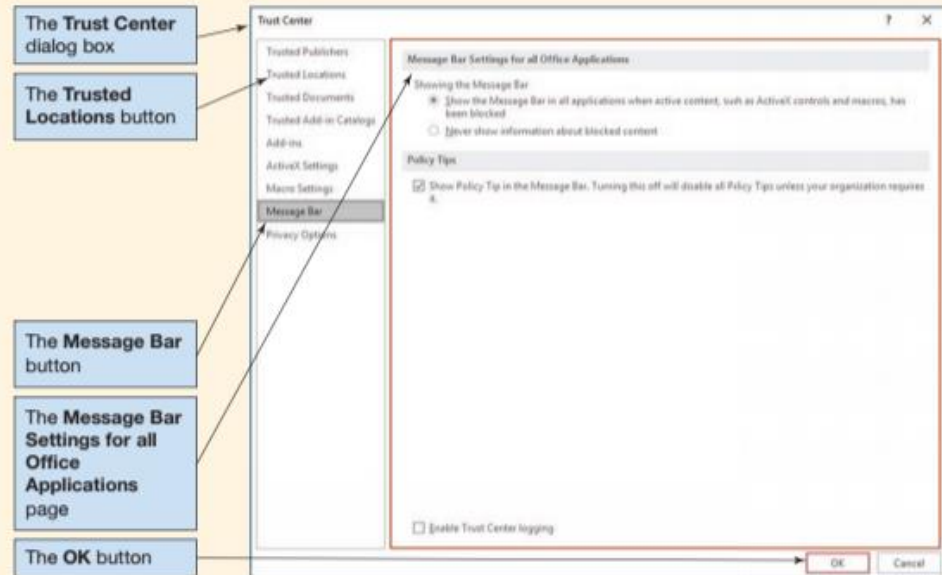 The Trust Center
dialog box
The Trusted
Locations button
The Message Bar
button
The Message Bar
Settings for all
Office
Applications
page
The OK button
Trust Center
? ×
Trusted Publishers
Trusted Locations
Trusted Documents
Trusted Add-in Catalogs
Add-ins
ActiveX Settings
Macro Settings
Message Bar
Privacy Options
Message Bar Settings for all Office Applications
Showing the Message Bar
Show the Message Bar in all applications when active content, such as ActiveX controls and macros, has
been blocked
Never show information about blocked content
Policy Tips
Show Policy Tip in the Message Bar. Turning this off will disable all Policy Tips unless your organization requires
it.
Enable Trust Center logging
OK
Cancel